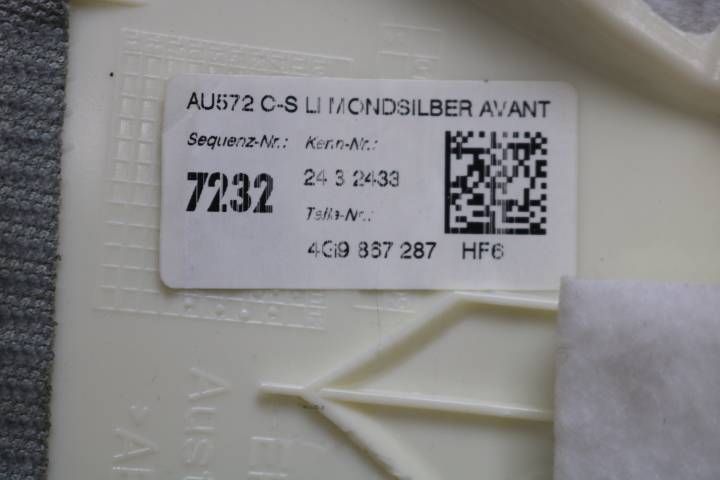 AU572 C-S LI MONDSILBER AVANT
Sequenz-Nr.: Kenn-Nr.:
7232 24 3 2433
Teile-Nr.:
4G9 867 287 HF6